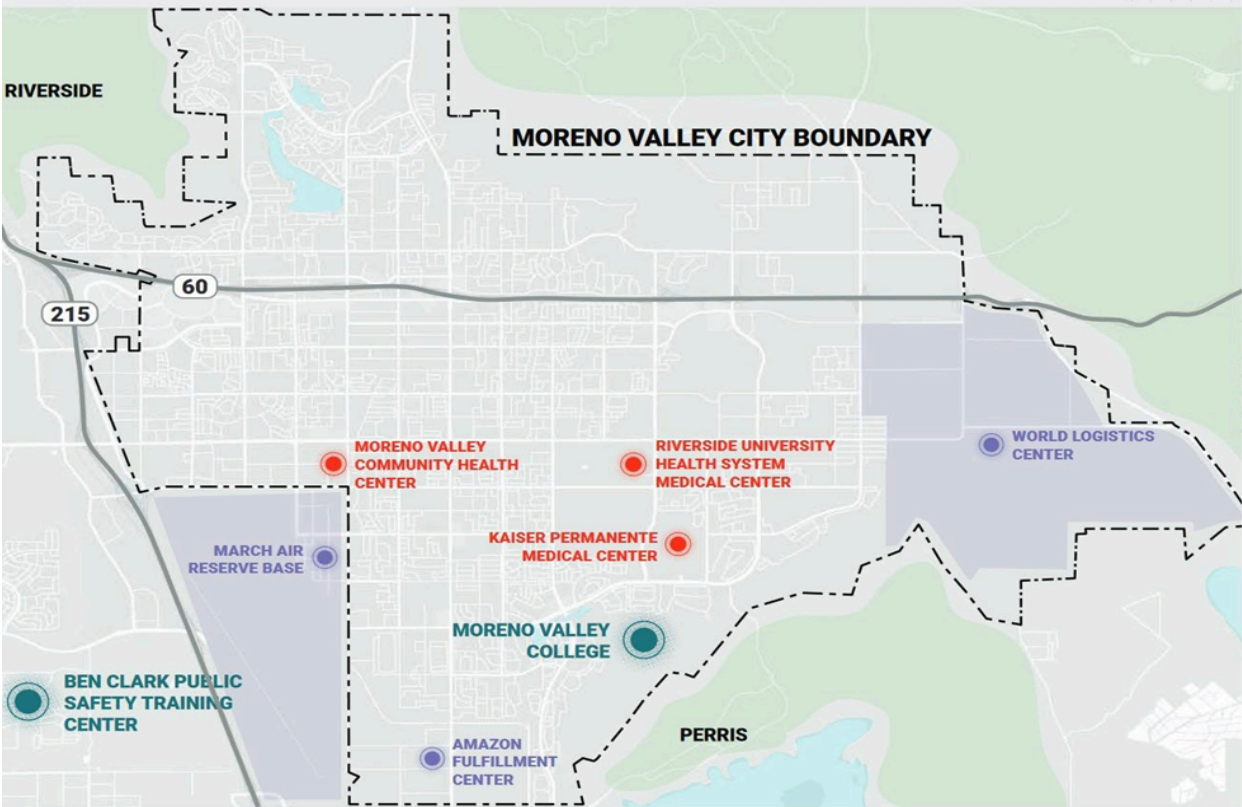 RIVERSIDE
MORENO VALLEY CITY BOUNDARY
60
215
MORENO VALLEY
COMMUNITY HEALTH
CENTER
RIVERSIDE UNIVERSITY
HEALTH SYSTEM
MEDICAL CENTER
WORLD LOGISTICS
CENTER
KAISER PERMANENTE
MEDICAL CENTER
MARCH AIR
RESERVE BASE
MORENO VALLEY
COLLEGE
BEN CLARK PUBLIC
SAFETY TRAINING
CENTER
PERRIS
AMAZON
FULFILLMENT
CENTER